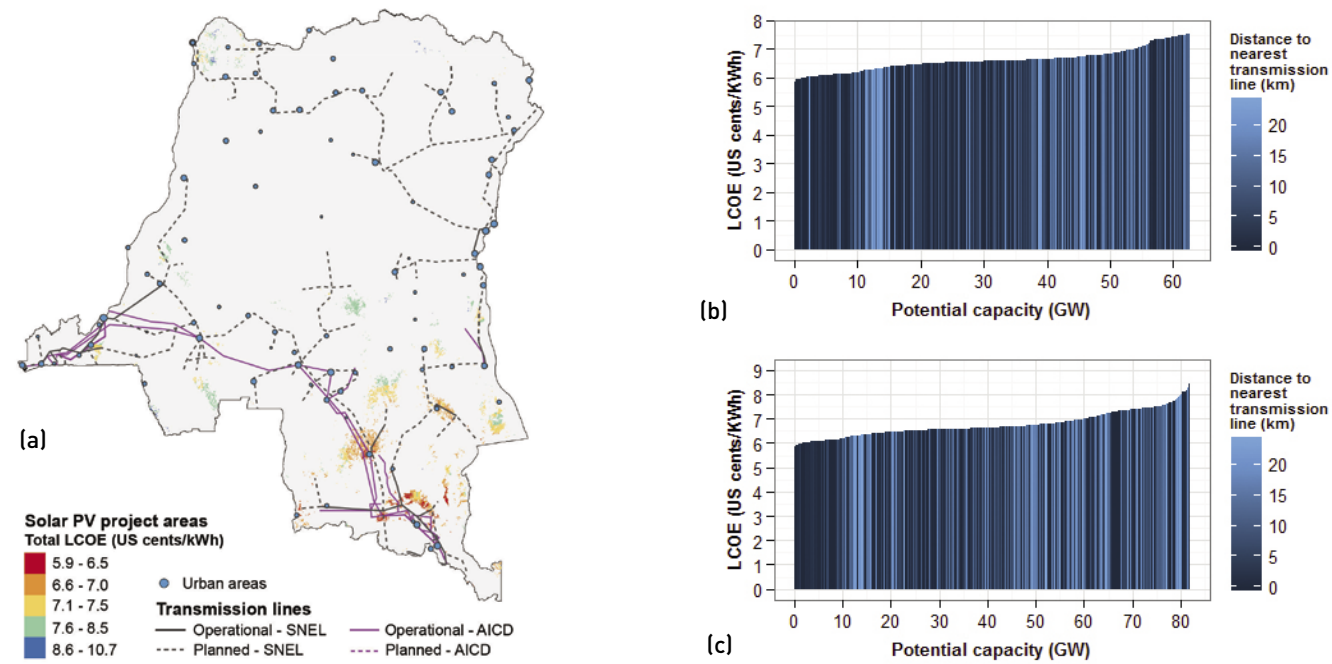 (a)
Solar PV project areas
Total LCOE (US cents/kWh)
5.9 - 6.5
6.6 - 7.0
7.1 - 7.5
7.6 - 8.5
8.6 - 10.7
Urban areas
Transmission lines
Operational - SNEL
Planned - SNEL
Operational - AICD
Planned - AICD
(b)
LCOE (US cents/KWh)
8
7
6
5
4
3
2
1
0
0 10 20 30 40 50 60
Potential capacity (GW)
Distance to
nearest
transmission
line (km)
20
15
10
5
0
(c)
LCOE (US cents/KWh)
9
8
7
6
5
4
3
2
1
0
0 10 20 30 40 50 60 70 80
Potential capacity (GW)
Distance to
nearest
transmission
line (km)
20
15
10
5
0